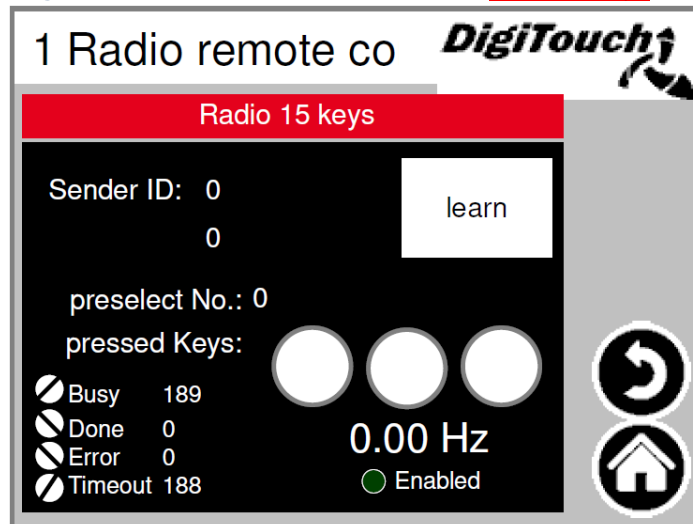 1 Radio remote co
DigiTouch
Radio 15 keys
Sender ID: 0
learn
0
preselect No.: 0
pressed Keys:
Busy 189
Done 0
Error 0
Timeout 188
0.00 Hz
Enabled